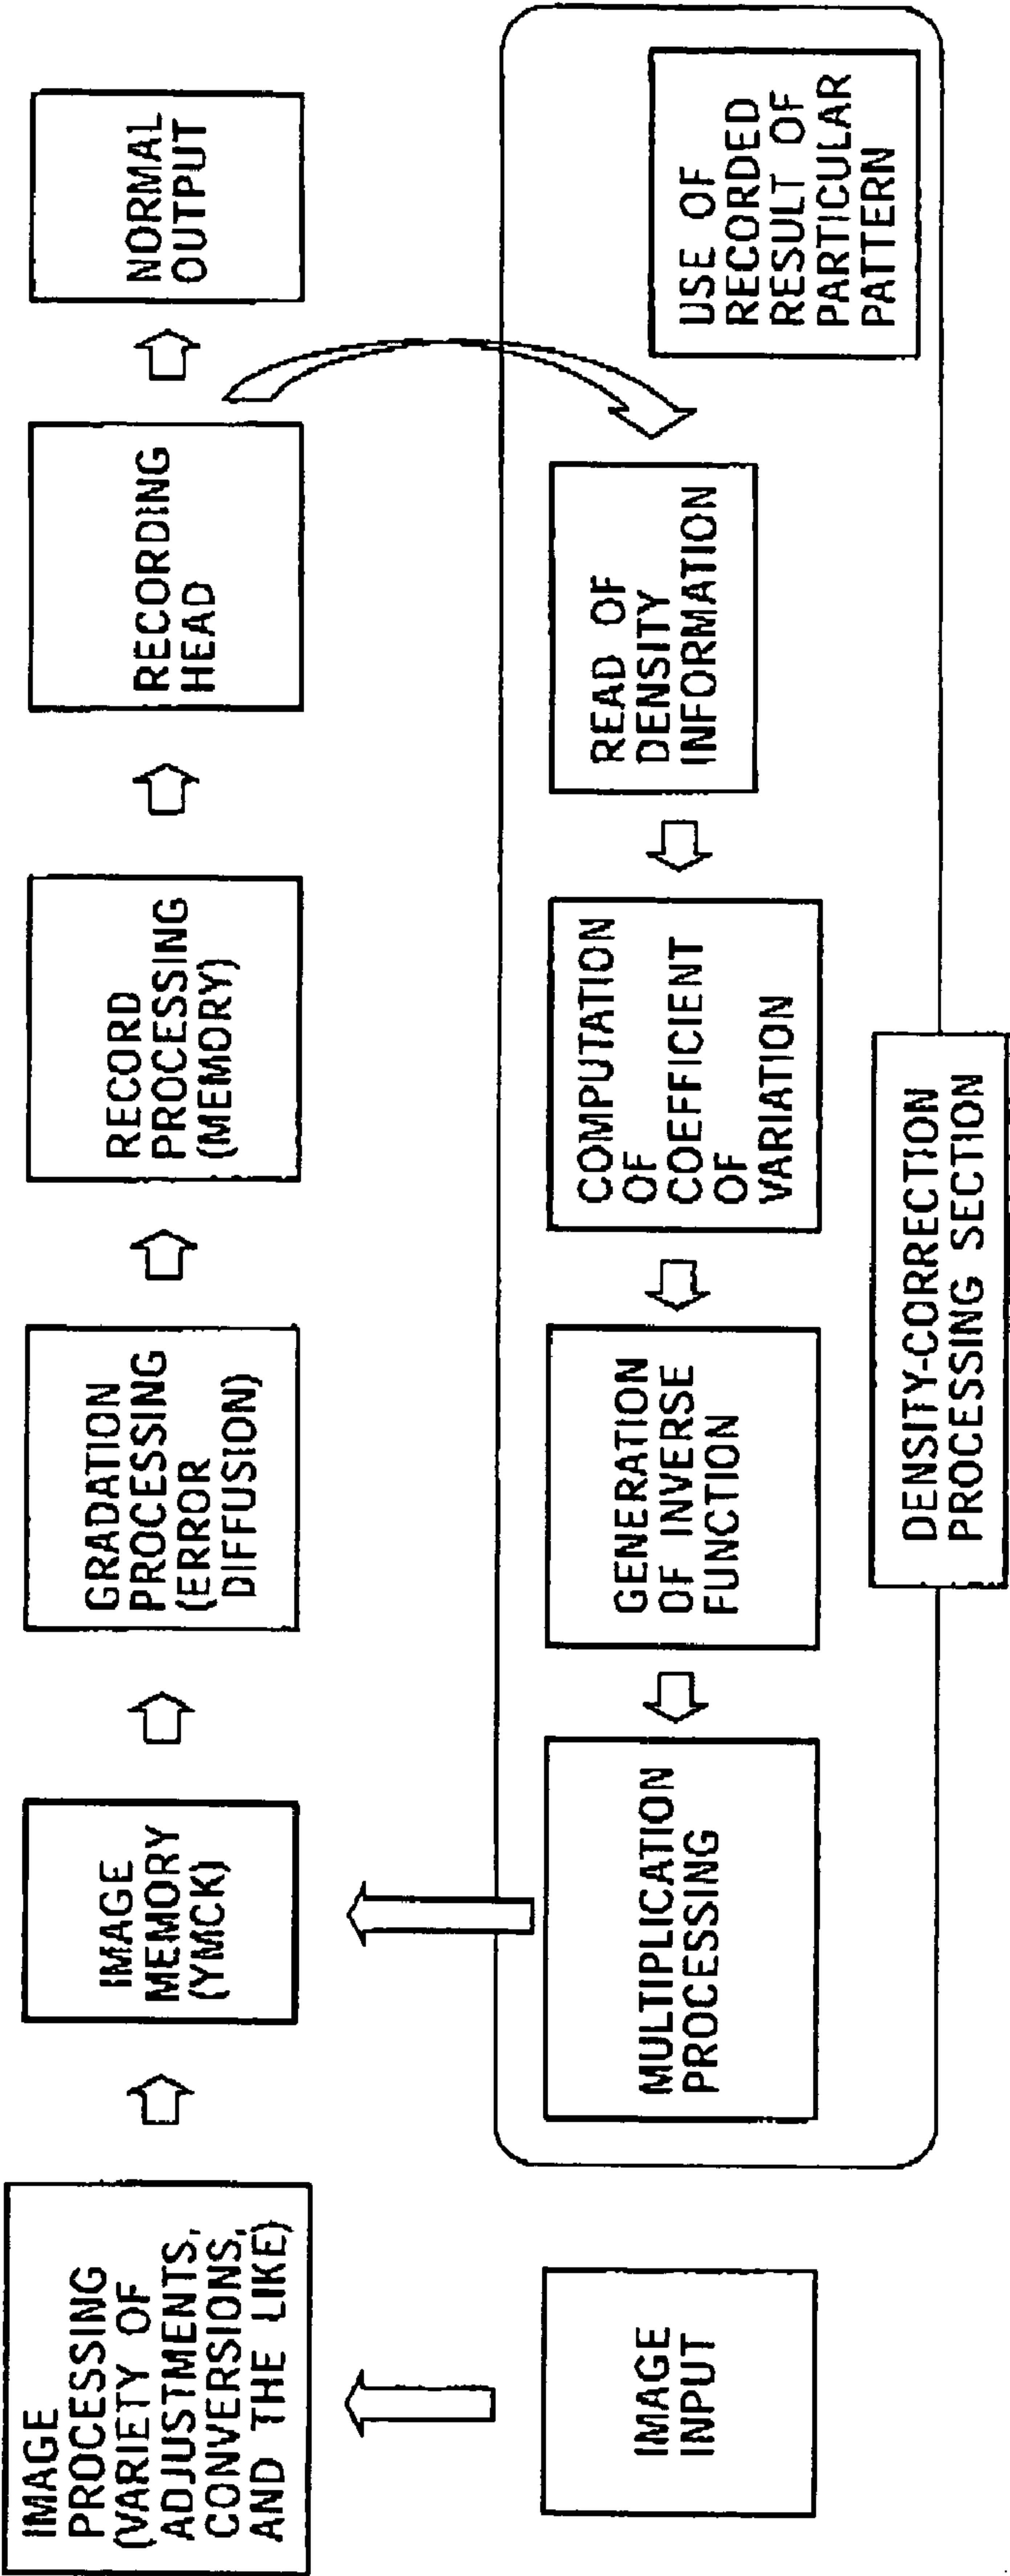 IMAGE
PROCESSING
(VARIETY OF
ADJUSTMENTS,
CONVERSIONS,
AND THE LIKE)
IMAGE
MEMORY
(YMCK)
GRADATION
PROCESSING
(ERROR
DIFFUSION)
RECORD
PROCESSING
(MEMORY)
RECORDING
HEAD
NORMAL
OUTPUT
IMAGE
INPUT
MULTIPLICATION
PROCESSING
GENERATION
OF INVERSE
FUNCTION
COMPUTATION
OF
COEFFICIENT
OF
VARIATION
READ OF
DENSITY
INFORMATION
USE OF
RECORDED
RESULT OF
PARTICULAR
PATTERN
DENSITY-CORRECTION
PROCESSING SECTION